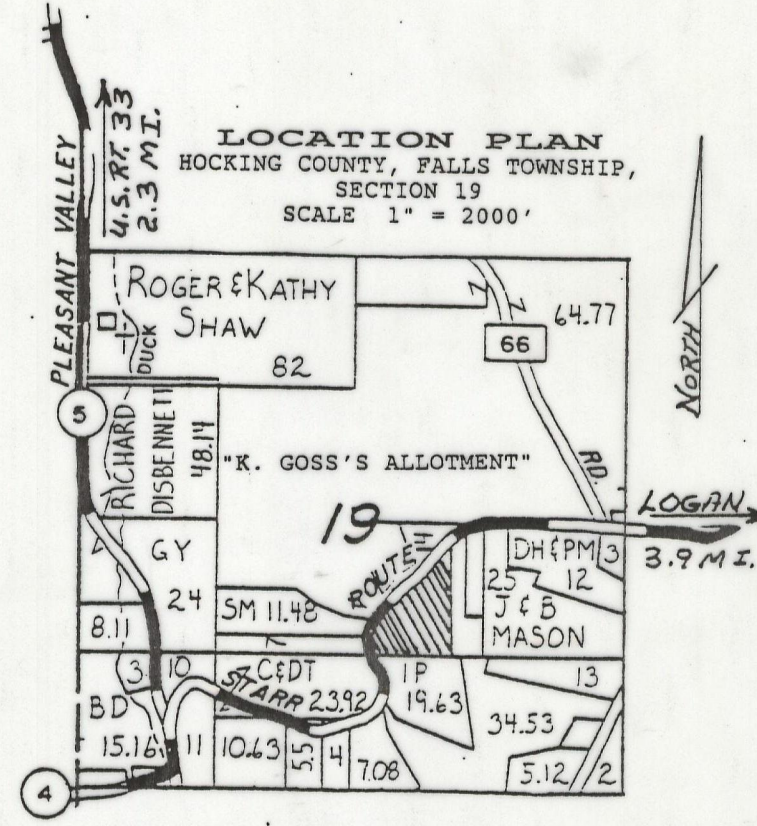 LOCATION PLAN
HOCKING COUNTY, FALLS TOWNSHIP,
SECTION 19
SCALE 1" = 2000'
U.S. RT. 33
2.3 MI.
PLEASANT VALLEY
NORTH
ROGER & KATHY
SHAW
82
DUCK
64.77
66
RD.
5
RICHARD
DISBENNETT
48.14
"K. GOSS'S ALLOTMENT"
19
LOGAN
3.9 MI.
ROUTE
GY
24
8.11
SM 11.48
DH & PM
3
25
12
J & B
MASON
3
10
C&DT
STARR
23.92
IP
19.63
13
BD
15.16
11
10.63
5.5
4
7.08
34.53
5.12
2
4